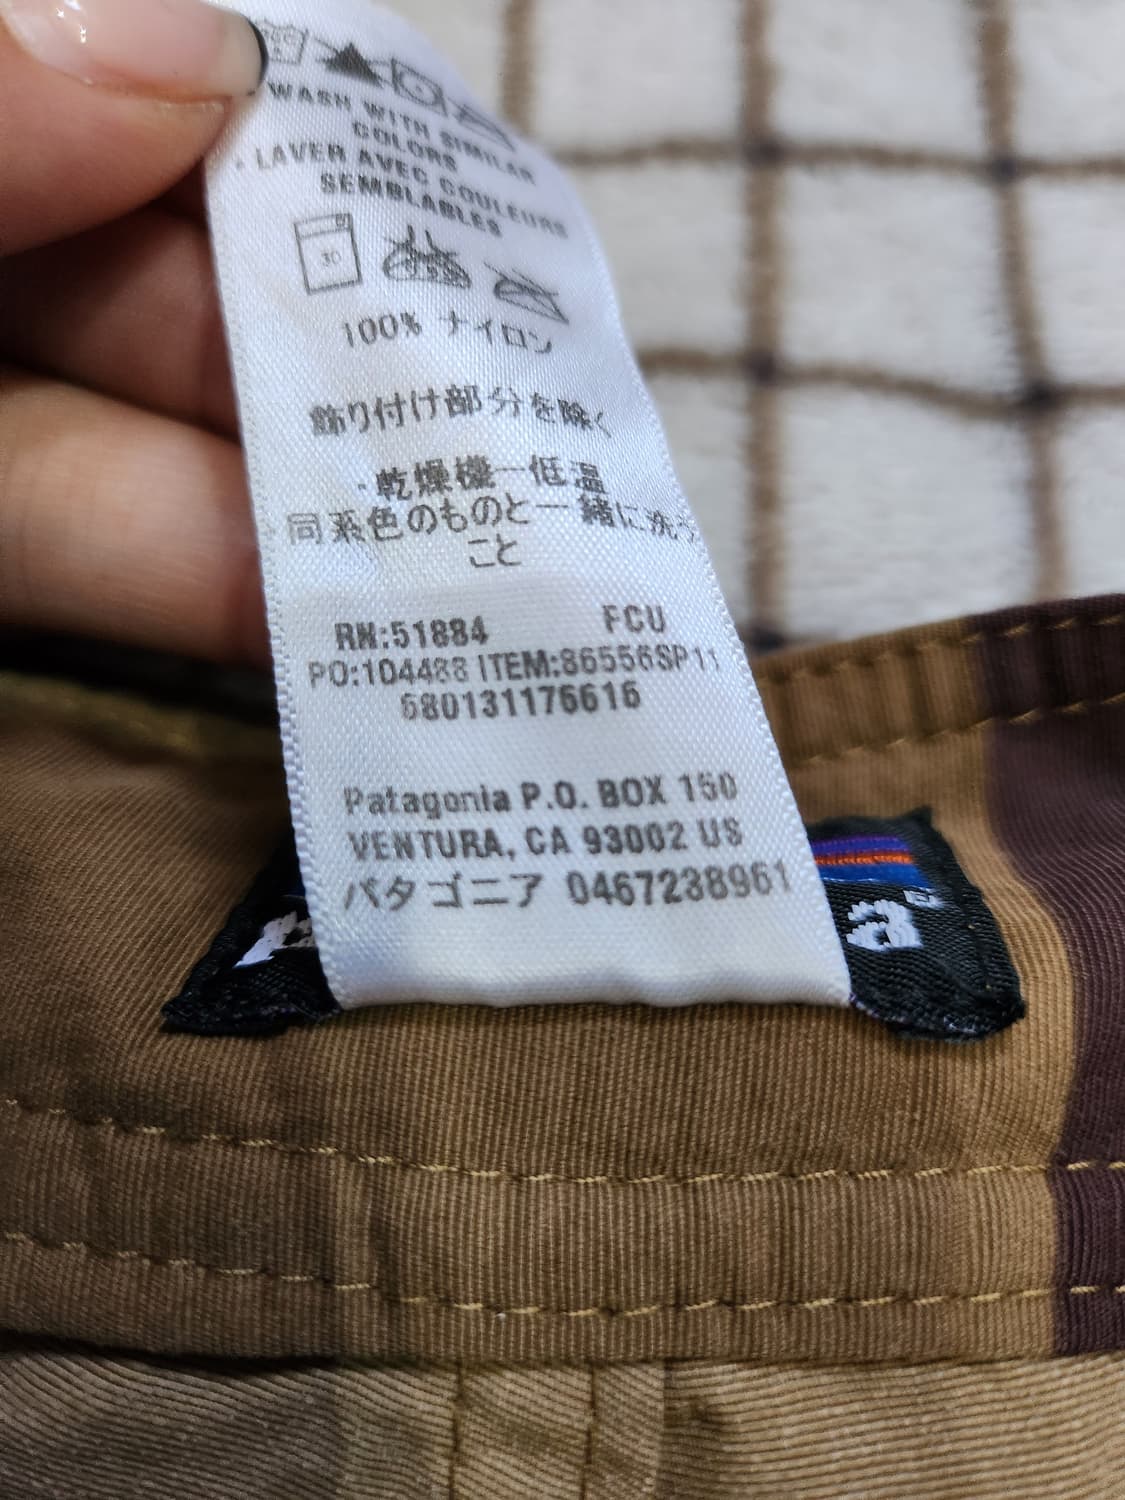 WASH WITH SIMILAR
COLORS
· LAVER AVEC COULEURS
SEMBLABLES
30
100% ナイロン
飾り付け部分を除く
・乾燥機ー低温
同系色のものと一緒に洗う
こと
RN:51884 FCU
PO:104488 ITEM:86556SP11
680131176616
Patagonia P.O. BOX 150
VENTURA, CA 93002 US
パタゴニア 0467238961
a